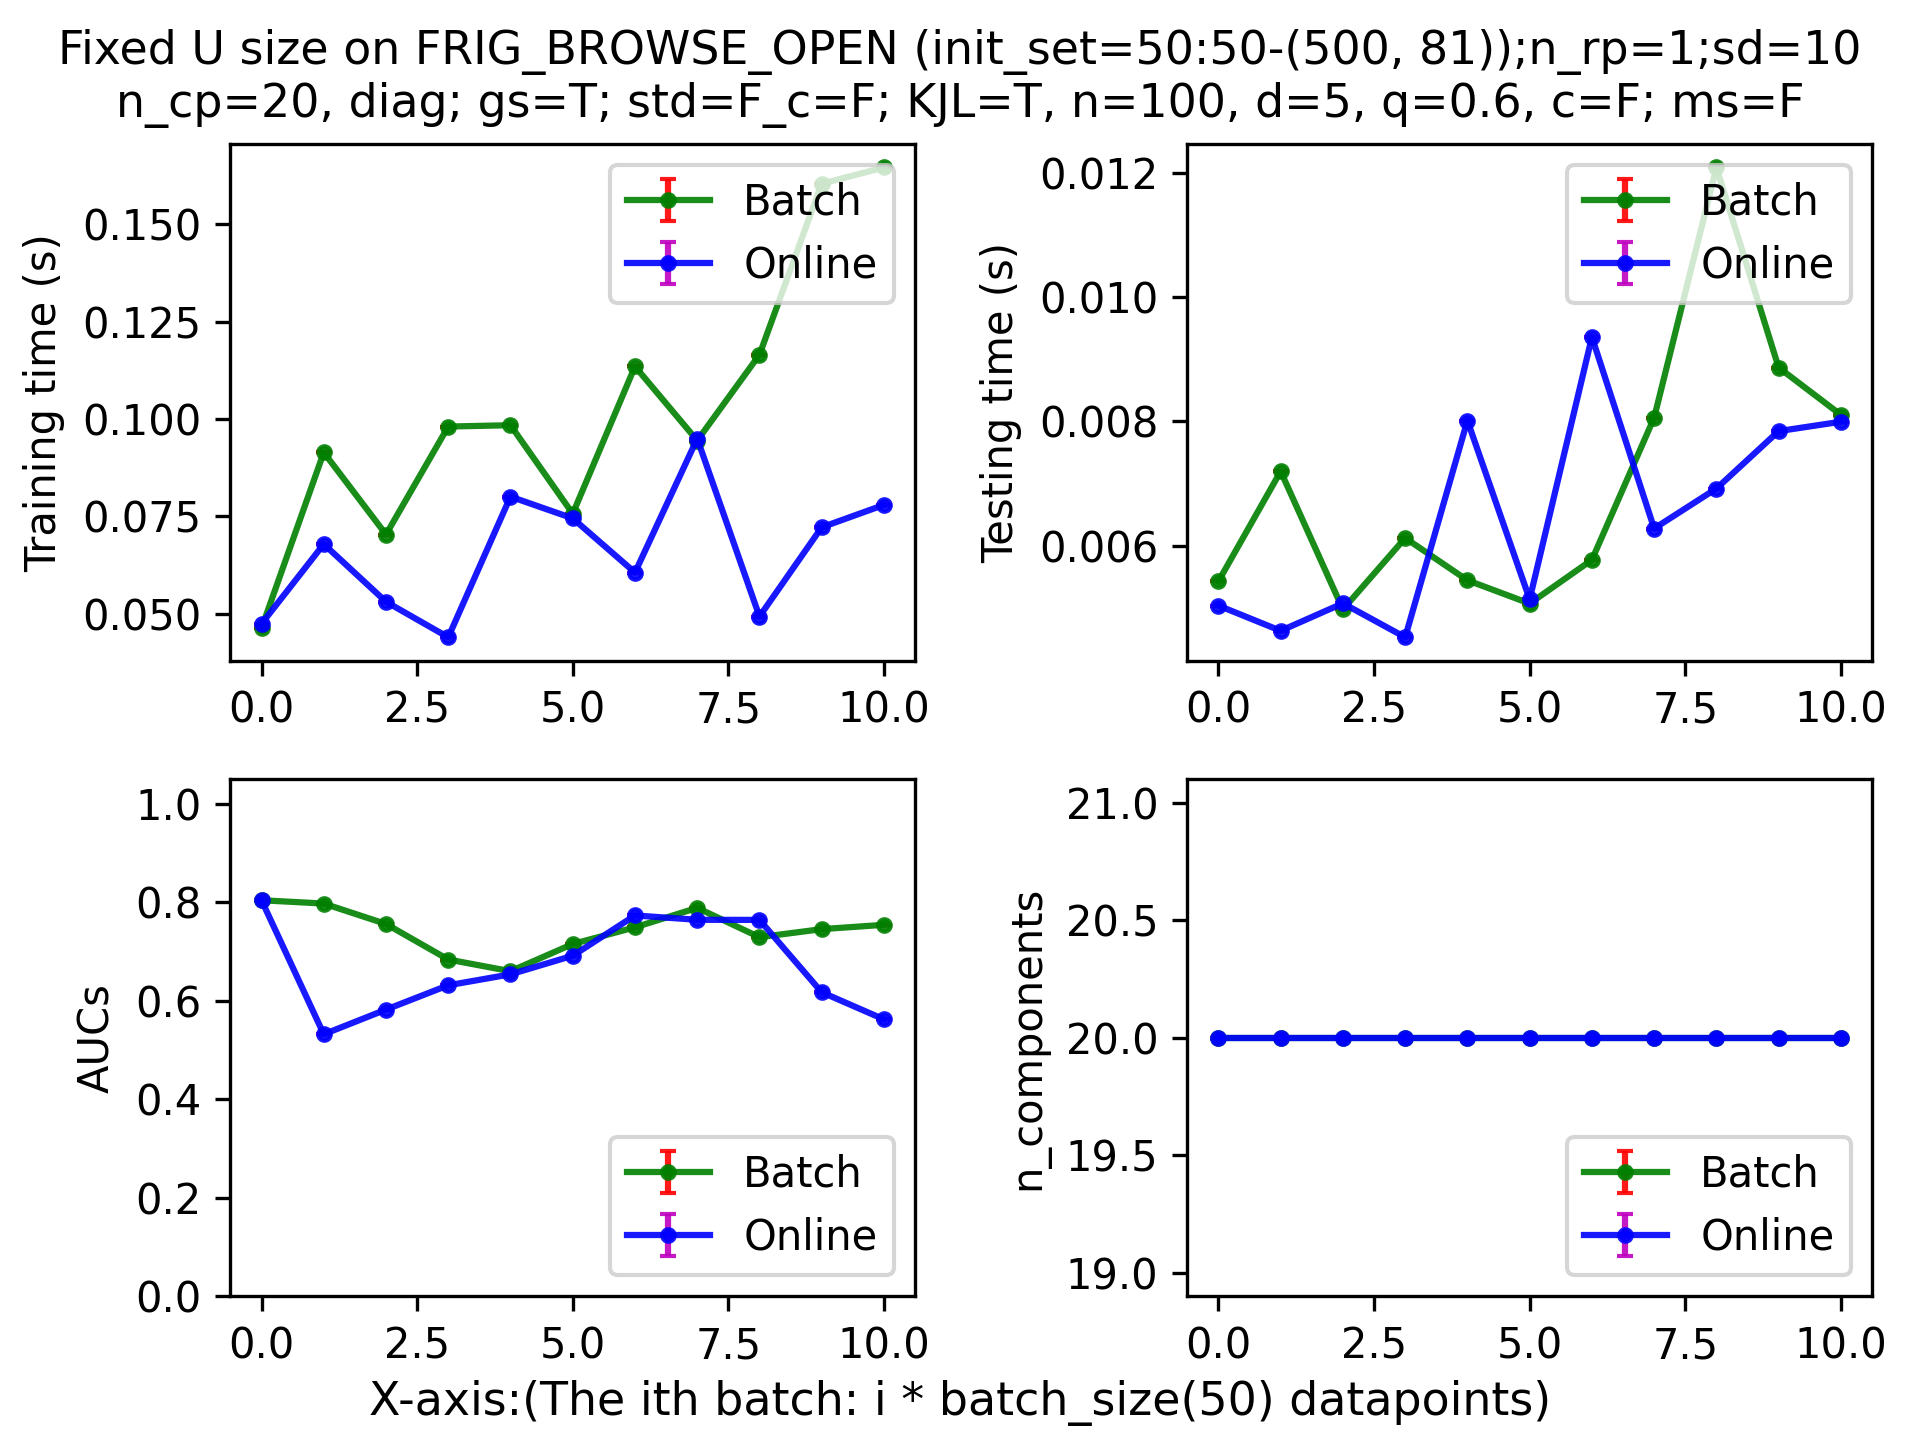 Fixed U size on FRIG_BROWSE_OPEN (init_set=50:50-(500, 81));n_rp=1;sd=10
n_cp=20, diag; gs=T; std=F_c=F; KJL=T, n=100, d=5, q=0.6, c=F; ms=F
Training time (s)
0.150
0.125
0.100
0.075
0.050
0.0 2.5 5.0 7.5 10.0
Batch
Online
Testing time (s)
0.012
0.010
0.008
0.006
0.0 2.5 5.0 7.5 10.0
Batch
Online
AUCs
1.0
0.8
0.6
0.4
0.2
0.0
0.0 2.5 5.0 7.5 10.0
Batch
Online
n_components
21.0
20.5
20.0
19.5
19.0
0.0 2.5 5.0 7.5 10.0
Batch
Online
X-axis:(The ith batch: i * batch_size(50) datapoints)